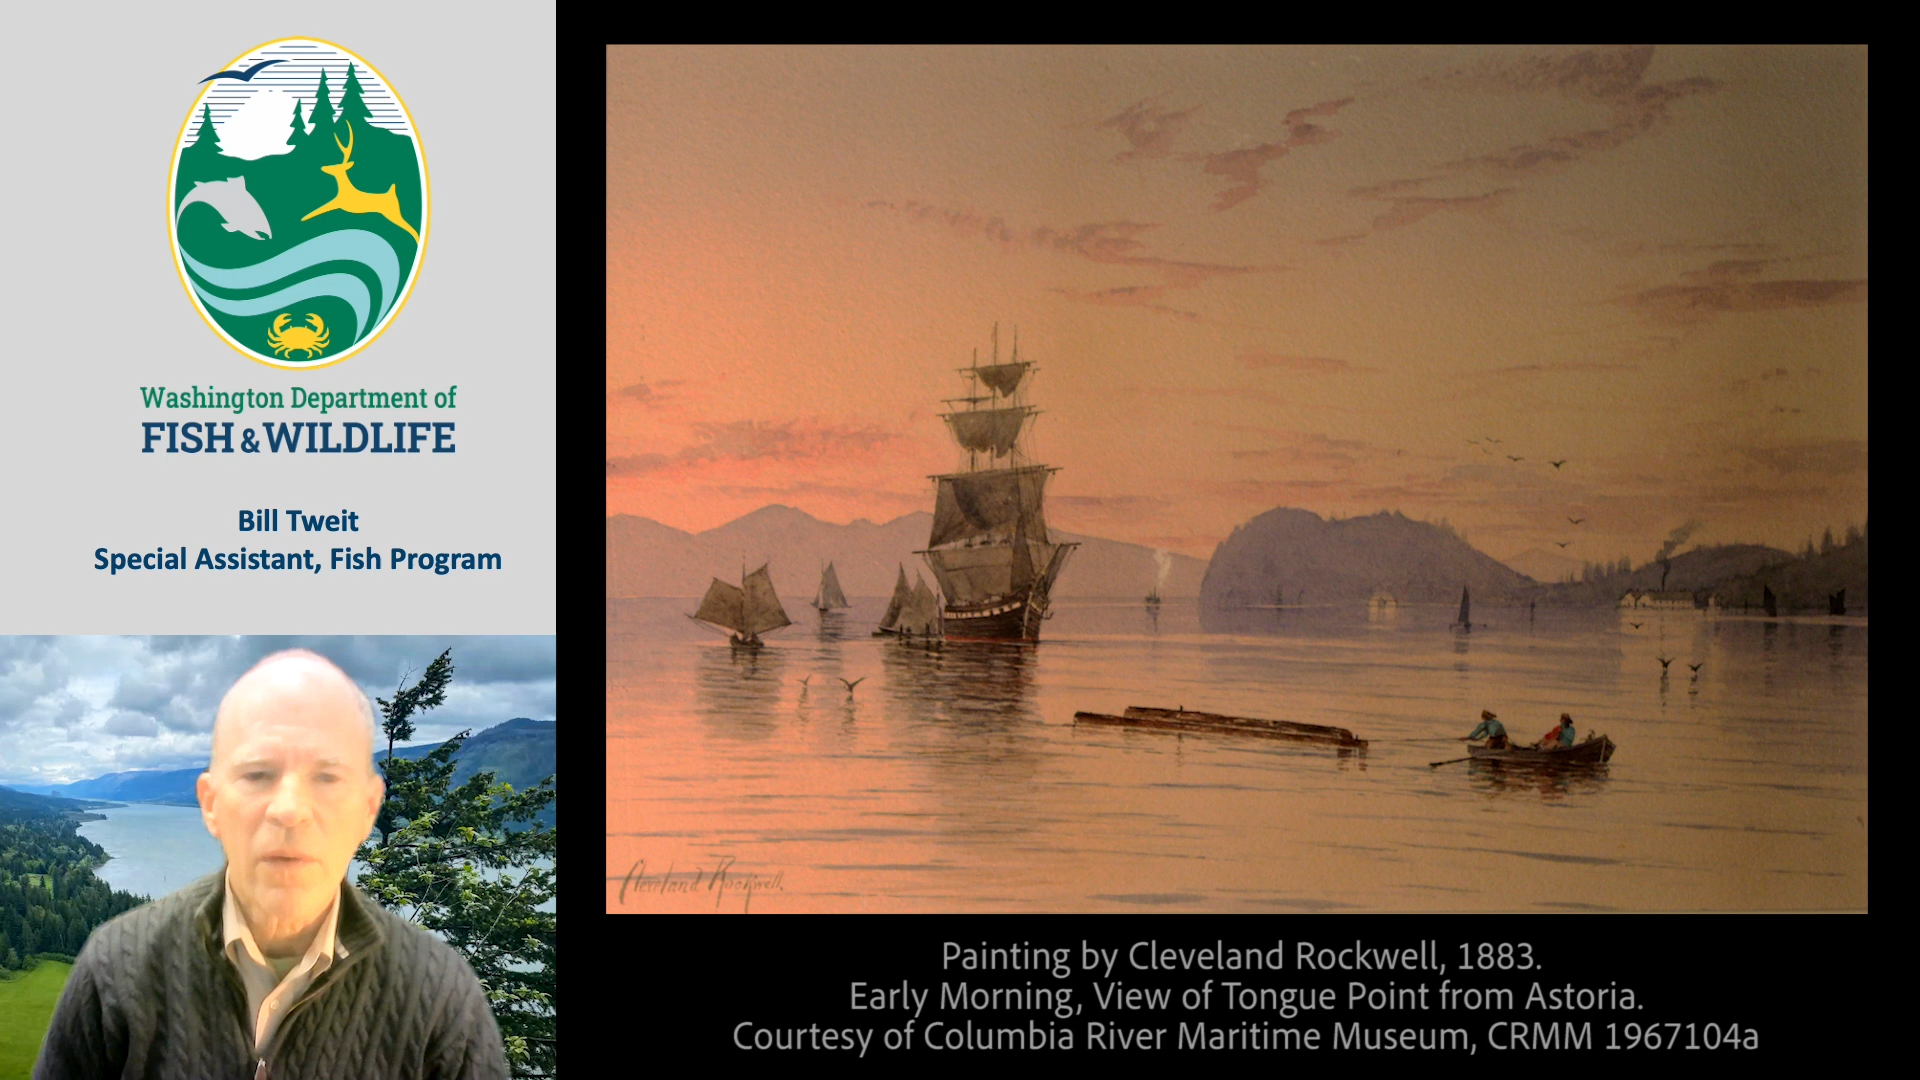 Washington Department of
FISH & WILDLIFE
Bill Tweit
Special Assistant, Fish Program
Cleveland Rockwell.
Painting by Cleveland Rockwell, 1883.
Early Morning, View of Tongue Point from Astoria.
Courtesy of Columbia River Maritime Museum, CRMM 1967104a